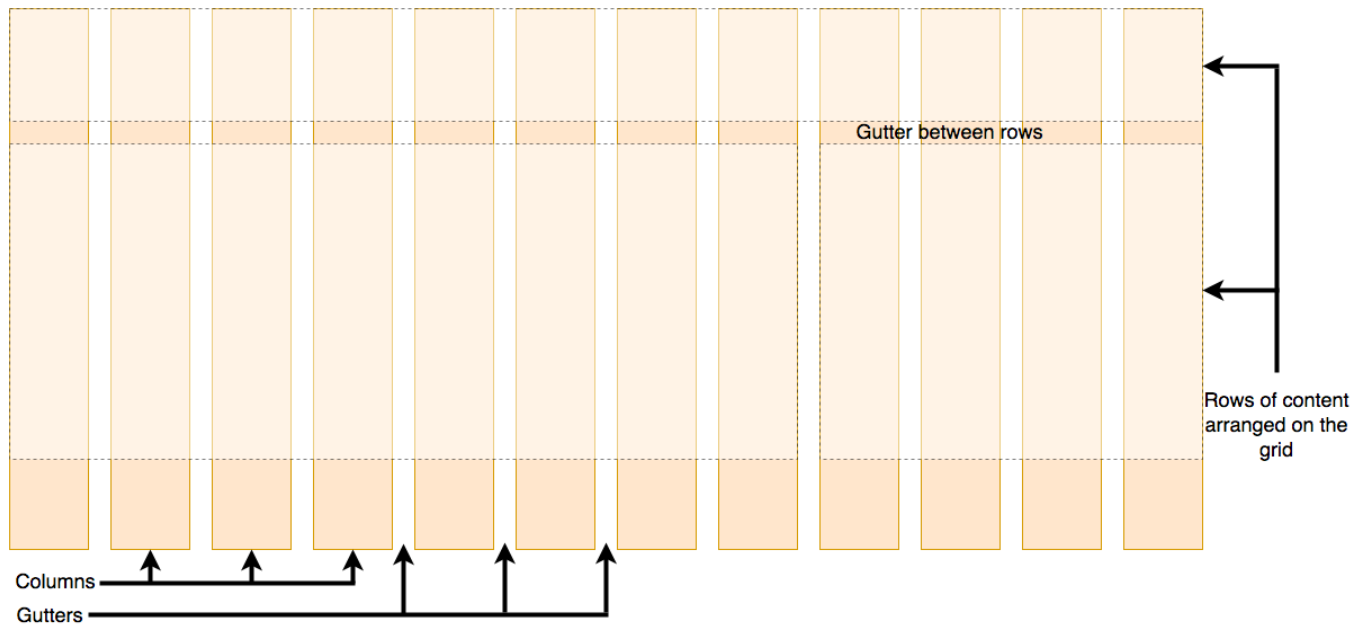 Gutter between rows
Rows of content
arranged on the
grid
Columns
Gutters